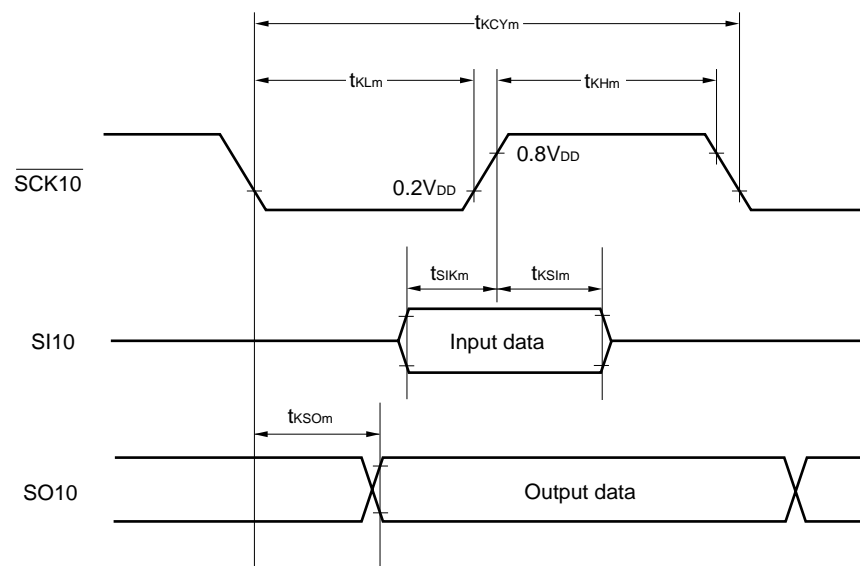 tKCYm
tKLm
tKHm
SCK10
0.8VDD
0.2VDD
tSIKm
tKSIm
SI10
Input data
tKSOm
SO10
Output data